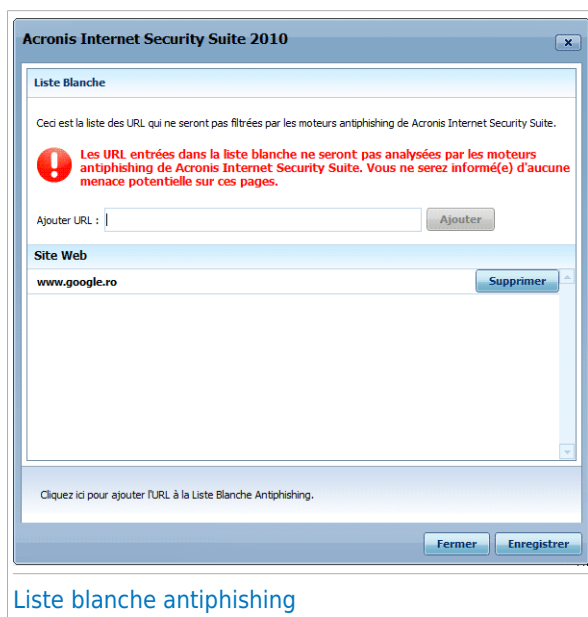 Acronis Internet Security Suite 2010
Liste Blanche
Ceci est la liste des URL qui ne seront pas filtrées par les moteurs antiphishing de Acronis Internet Security Suite.
Les URL entrées dans la liste blanche ne seront pas analysées par les moteurs
antiphishing de Acronis Internet Security Suite. Vous ne serez informé(e) d'aucune
menace potentielle sur ces pages.
Ajouter URL :
Ajouter
Site Web
www.google.ro
Supprimer
Cliquez ici pour ajouter l'URL à la Liste Blanche Antiphishing.
Fermer
Enregistrer
Liste blanche antiphishing